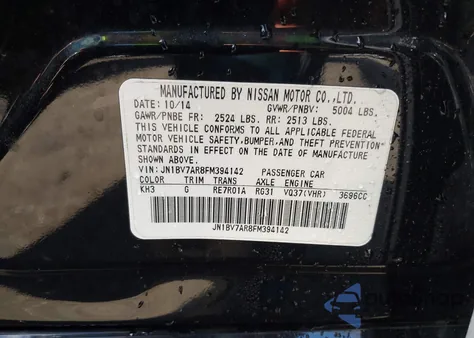 MANUFACTURED BY NISSAN MOTOR CO.,LTD.
DATE: 10/14 GVWR/PNBV: 5004 LBS.
GAWR/PNBE FR: 2524 LBS. RR: 2513 LBS.
THIS VEHICLE CONFORMS TO ALL APPLICABLE FEDERAL
MOTOR VEHICLE SAFETY, BUMPER, AND THEFT PREVENTION
STANDARDS IN EFFECT ON THE DATE OF MANUFACTURE
SHOWN ABOVE.
VIN: JN1BV7AR8FM394142 PASSENGER CAR
COLOR TRIM TRANS AXLE ENGINE
KH3 G RE7R01A RG31 VQ37(VHR) 3696CC
JN1BV7AR8FM394142